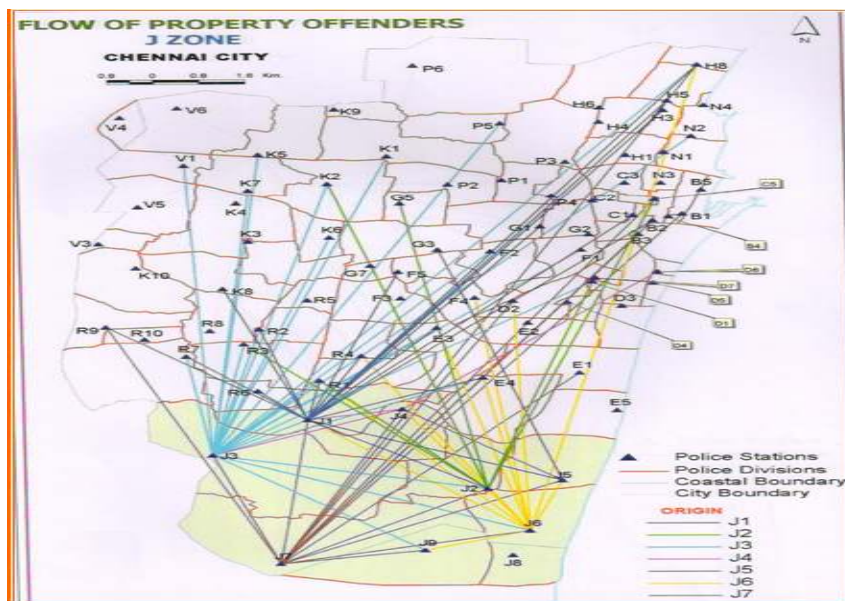 FLOW OF PROPERTY OFFENDERS
J ZONE
CHENNAI CITY
0.8 0 0.8 1.6 Km.
N
P6
H8
V6
V4
K9
H5
H6
N4
H3
P5
H4
N2
V1
K5
K1
P3
H1
N1
K7
K2
P2
P1
C3
N3
B5
C5
V5
K4
G5
P4
C2
C1
B1
V3
K3
K6
G3
G1
G2
B2
B3
B4
K10
G7
F5
F2
F1
D6
D7
K8
R5
F3
F4
D2
D3
D5
D1
R9
R10
R8
R2
E3
E2
D4
R3
R4
R7
R6
R1
E4
E1
J1
J4
E5
J3
J2
J5
J6
J7
J9
J8
Police Stations
Police Divisions
Coastal Boundary
City Boundary
ORIGIN
J1
J2
J3
J4
J5
J6
J7